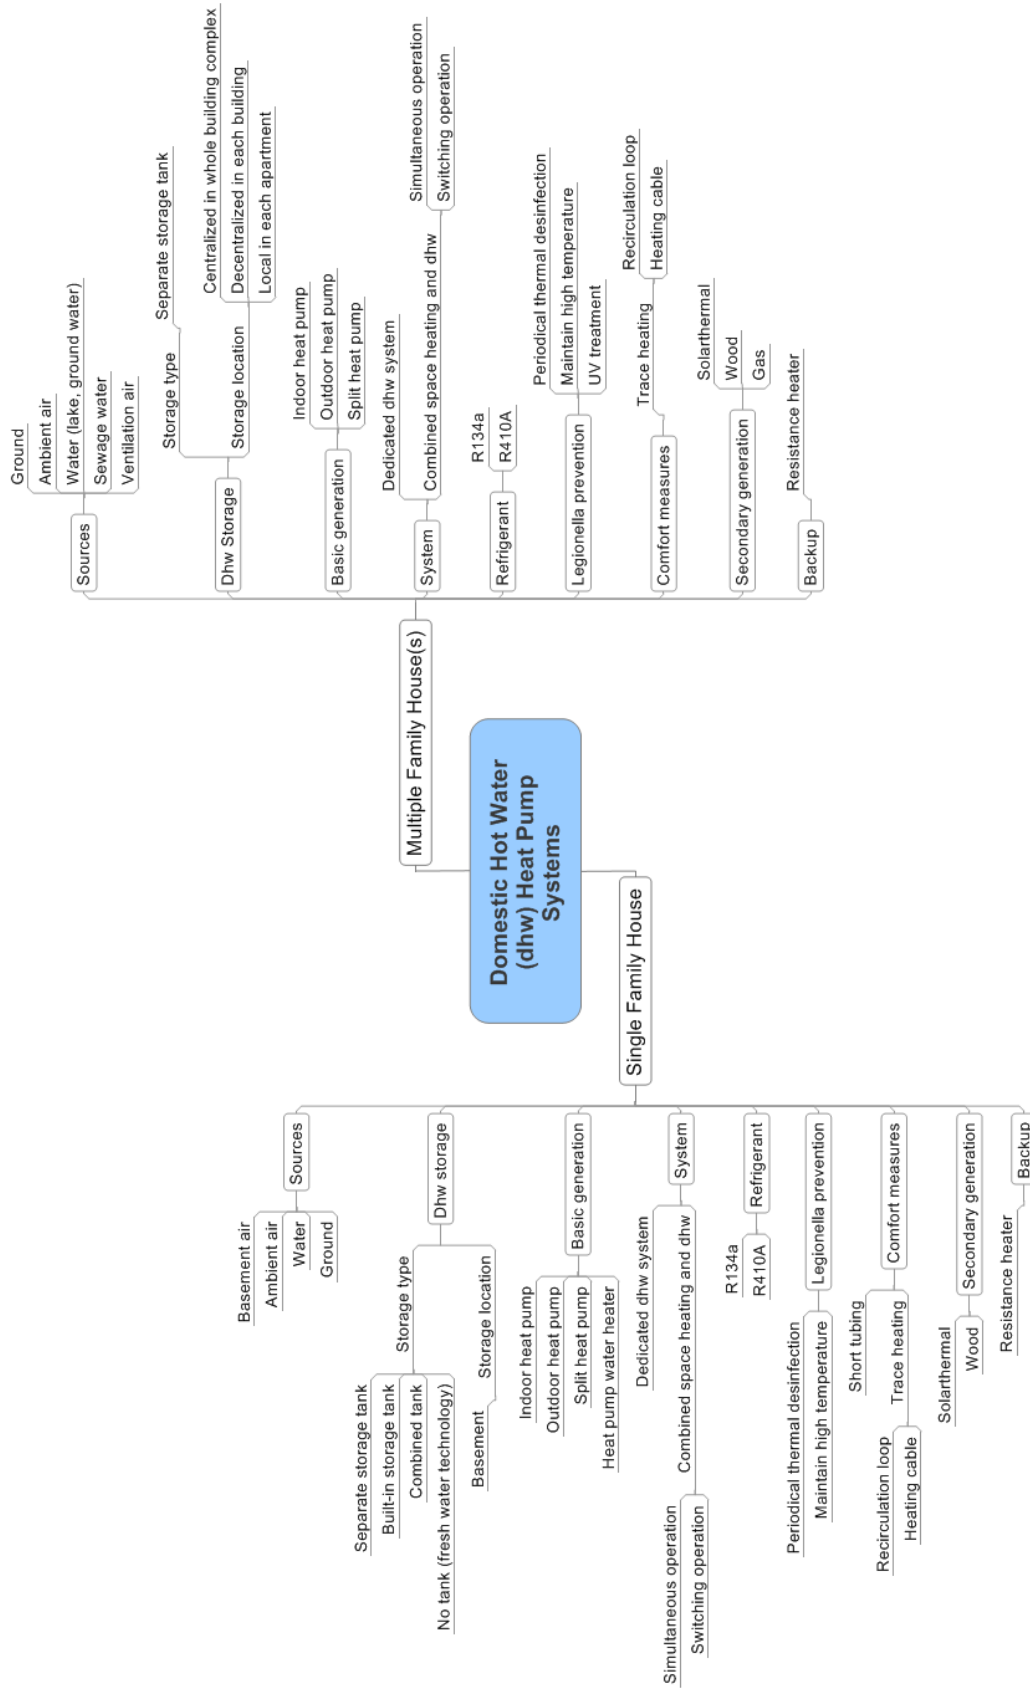 Domestic Hot Water
(dhw) Heat Pump
Systems
Single Family House
Sources
Basement air
Ambient air
Water
Ground
Dhw storage
Storage type
Separate storage tank
Built-in storage tank
Combined tank
No tank (fresh water technology)
Storage location
Basement
Basic generation
Indoor heat pump
Outdoor heat pump
Split heat pump
Heat pump water heater
System
Dedicated dhw system
Combined space heating and dhw
Simultaneous operation
Switching operation
Refrigerant
R134a
R410A
Legionella prevention
Periodical thermal desinfection
Maintain high temperature
Comfort measures
Short tubing
Trace heating
Recirculation loop
Heating cable
Secondary generation
Solarthermal
Wood
Backup
Resistance heater
Multiple Family House(s)
Sources
Ground
Ambient air
Water (lake, ground water)
Sewage water
Ventilation air
Dhw Storage
Storage type
Separate storage tank
Storage location
Centralized in whole building complex
Decentralized in each building
Local in each apartment
Basic generation
Indoor heat pump
Outdoor heat pump
Split heat pump
System
Dedicated dhw system
Combined space heating and dhw
Simultaneous operation
Switching operation
Refrigerant
R134a
R410A
Legionella prevention
Periodical thermal desinfection
Maintain high temperature
UV treatment
Comfort measures
Trace heating
Recirculation loop
Heating cable
Secondary generation
Solarthermal
Wood
Gas
Backup
Resistance heater